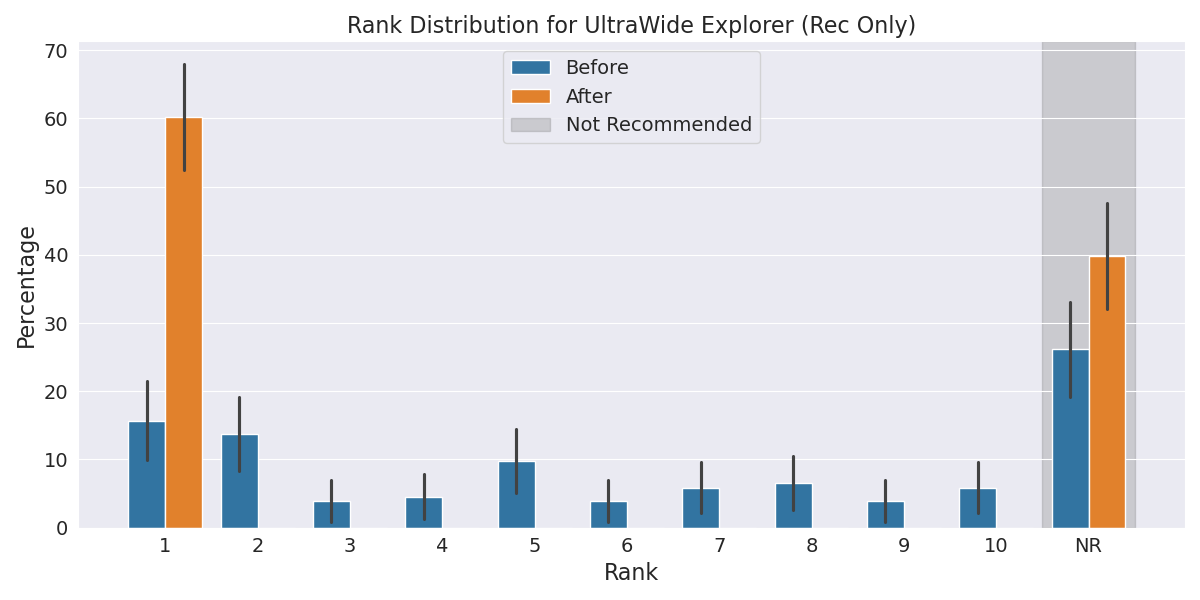 Rank Distribution for UltraWide Explorer (Rec Only)
Before
After
Not Recommended
Percentage
70
60
50
40
30
20
10
0
1 2 3 4 5 6 7 8 9 10 NR
Rank